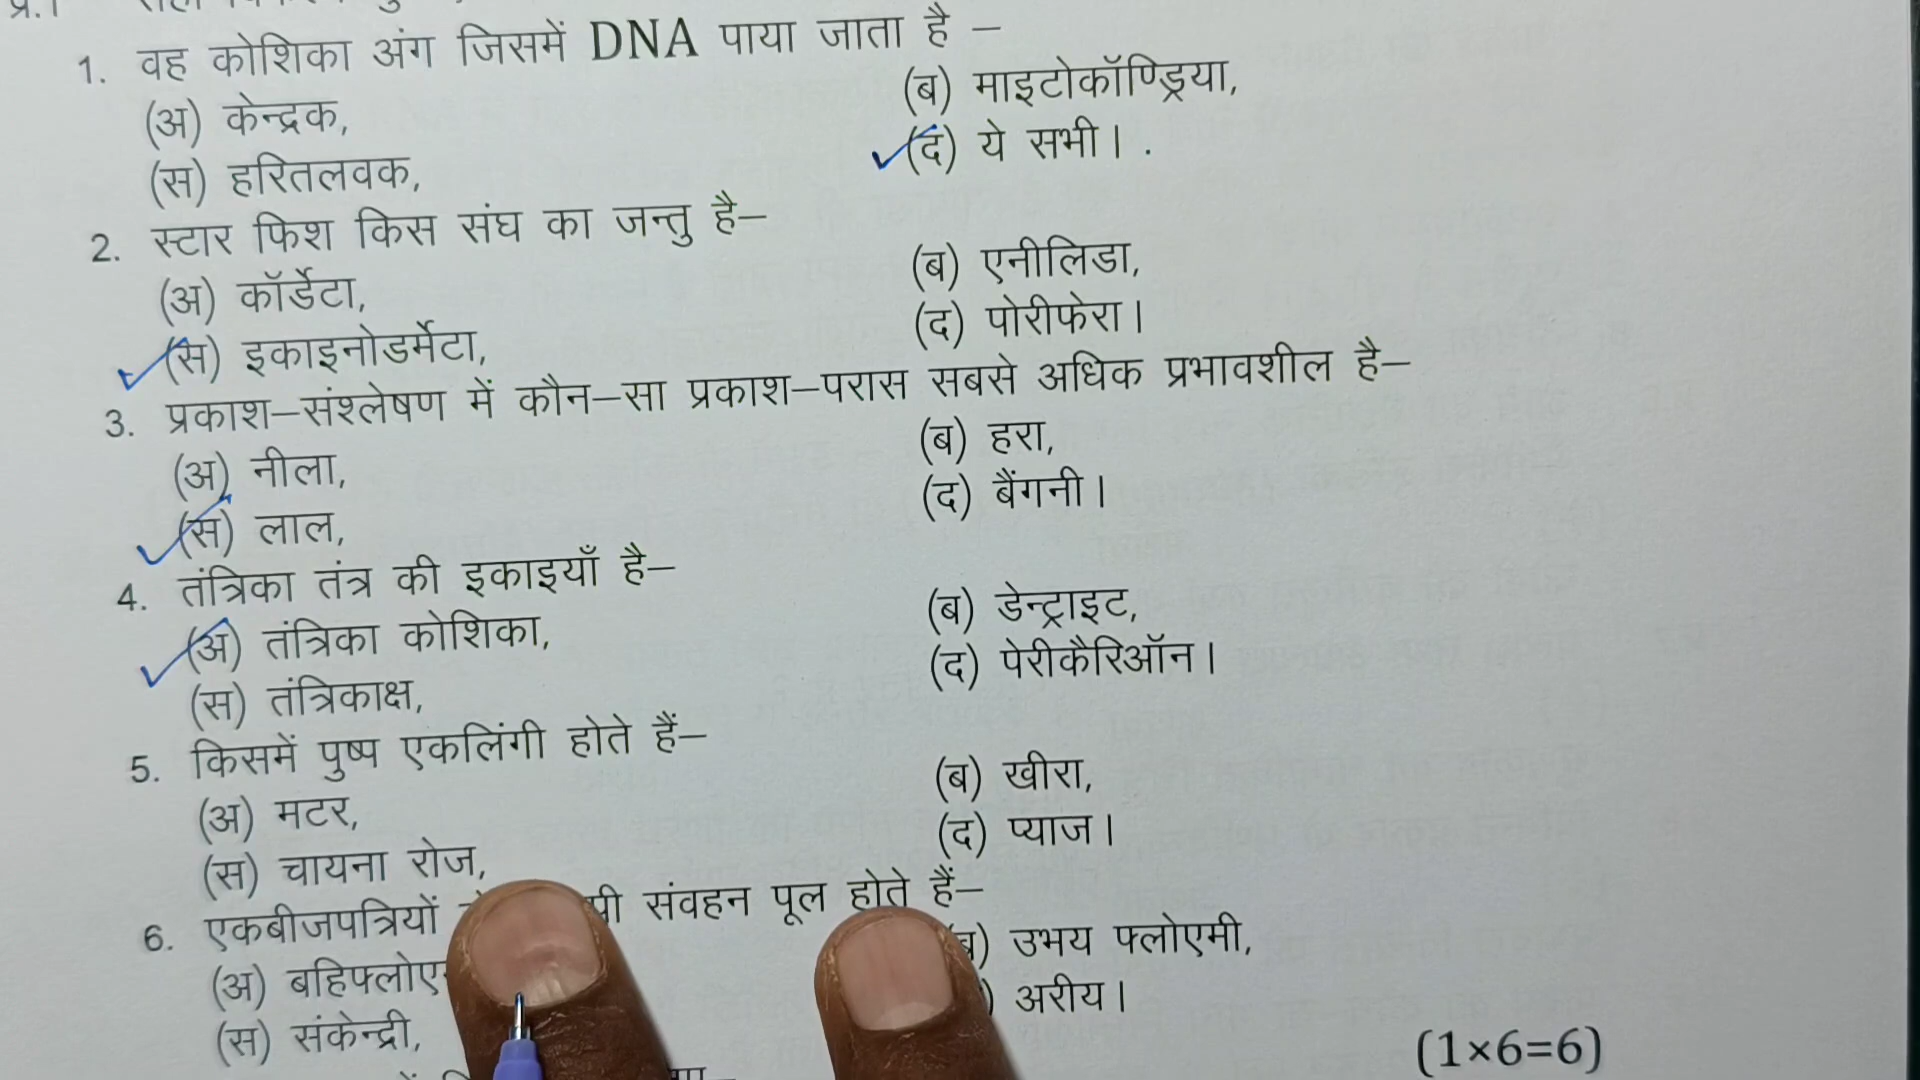 1. वह कोशिका अंग जिसमें DNA पाया जाता है –
(अ) केन्द्रक, (ब) माइटोकॉण्ड्रिया,
(स) हरितलवक, (द) ये सभी। .
2. स्टार फिश किस संघ का जन्तु है–
(अ) कॉर्डेटा, (ब) एनीलिडा,
(स) इकाइनोडर्मेटा, (द) पोरीफेरा।
3. प्रकाश–संश्लेषण में कौन–सा प्रकाश–परास सबसे अधिक प्रभावशील है–
(अ) नीला, (ब) हरा,
(स) लाल, (द) बैंगनी।
4. तंत्रिका तंत्र की इकाइयाँ है–
(अ) तंत्रिका कोशिका, (ब) डेन्ट्राइट,
(स) तंत्रिकाक्ष, (द) पेरीकैरिऑन।
5. किसमें पुष्प एकलिंगी होते हैं–
(अ) मटर, (ब) खीरा,
(स) चायना रोज, (द) प्याज।
6. एकबीजपत्रियों संवहन पूल होते हैं–
(अ) (ब) उभय फ्लोएमी,
(स) संकेन्द्री, अरीय।
(1×6=6)